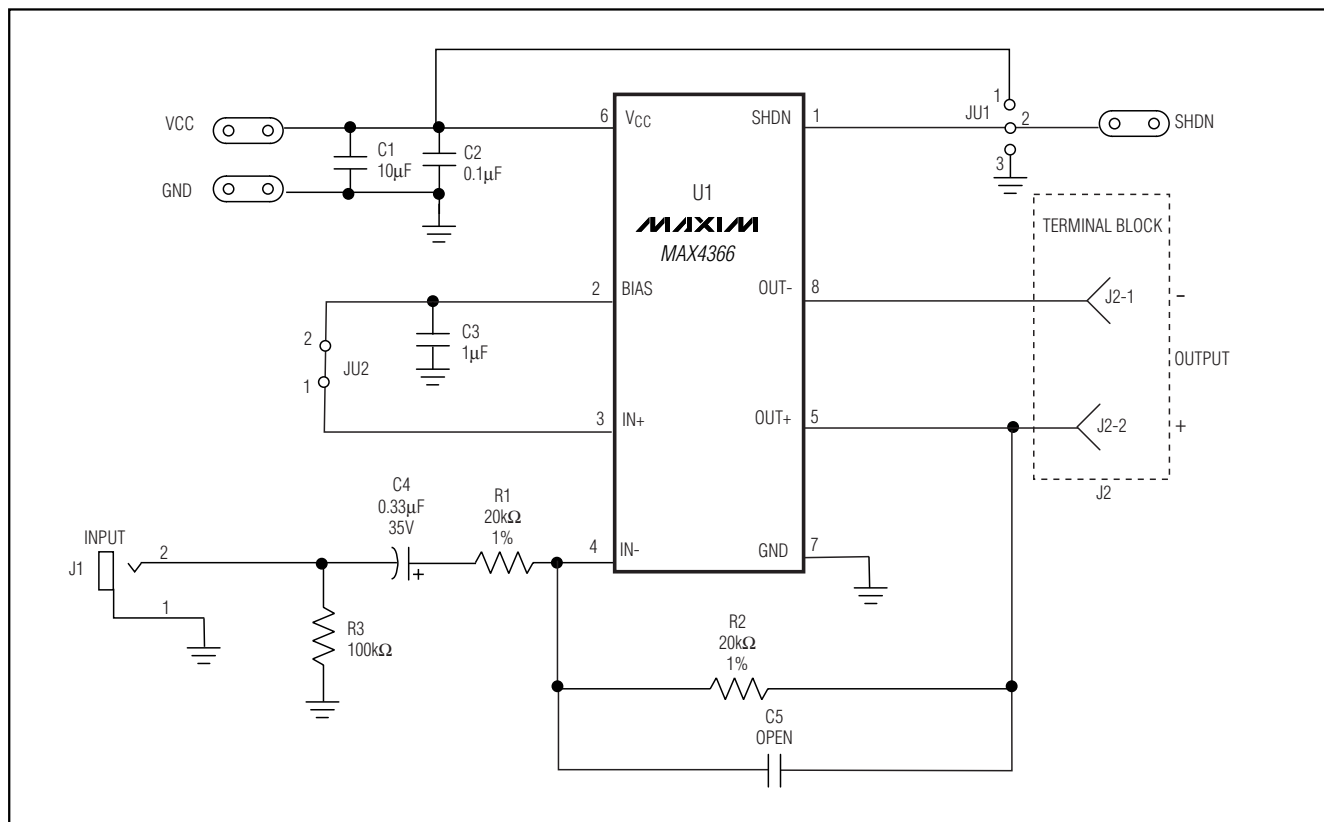 VCC
GND
C1
10µF
C2
0.1µF
6
VCC
SHDN
1
1
JU1
2
3
SHDN
U1
MAXIM
MAX4366
TERMINAL BLOCK
2
BIAS
OUT-
8
J2-1
-
C3
1µF
2
JU2
1
OUTPUT
3
IN+
OUT+
5
J2-2
+
J2
C4
0.33µF
35V
+
R1
20kΩ
1%
4
IN-
GND
7
INPUT
J1
2
1
R3
100kΩ
R2
20kΩ
1%
C5
OPEN